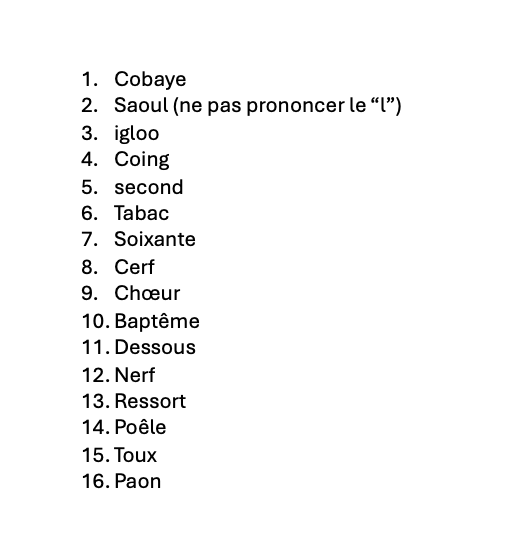 1. Cobaye
2. Saoul (ne pas prononcer le “l”)
3. igloo
4. Coing
5. second
6. Tabac
7. Soixante
8. Cerf
9. Chœur
10. Baptême
11. Dessous
12. Nerf
13. Ressort
14. Poêle
15. Toux
16. Paon